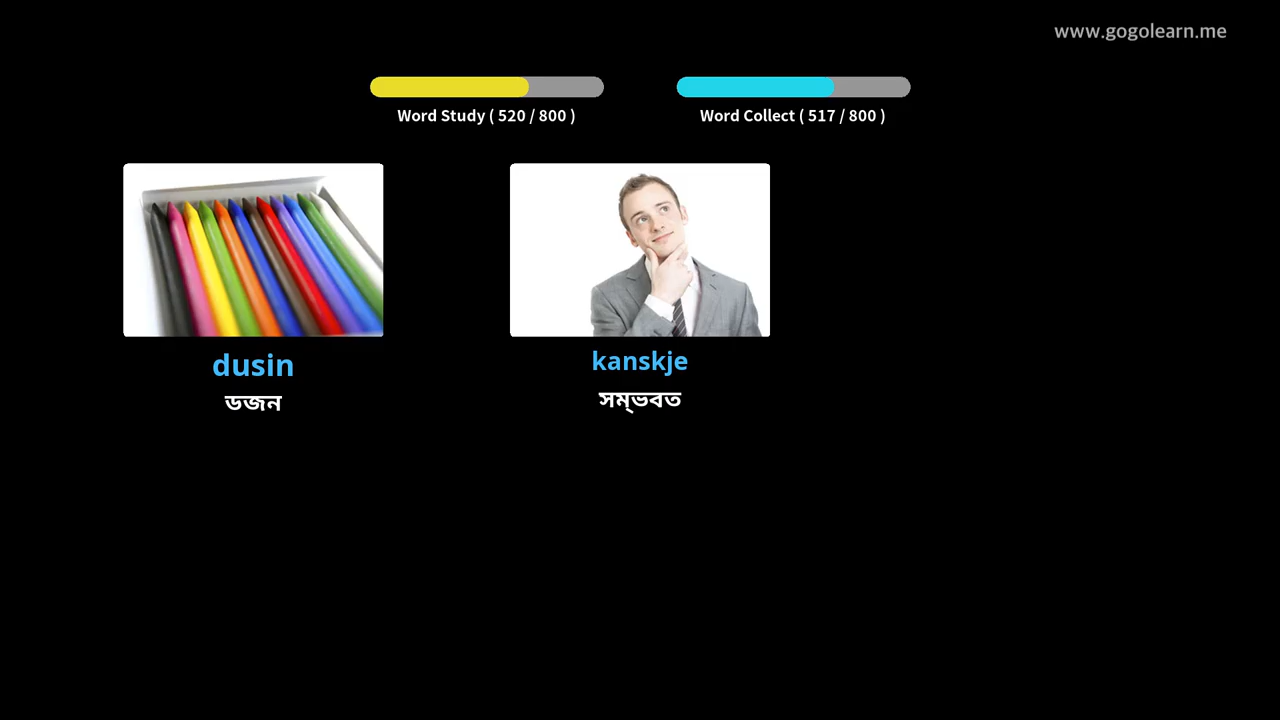 www.gogolearn.me
Word Study ( 520 / 800 )
Word Collect ( 517 / 800 )
dusin
ডজন
kanskje
সম্ভবত